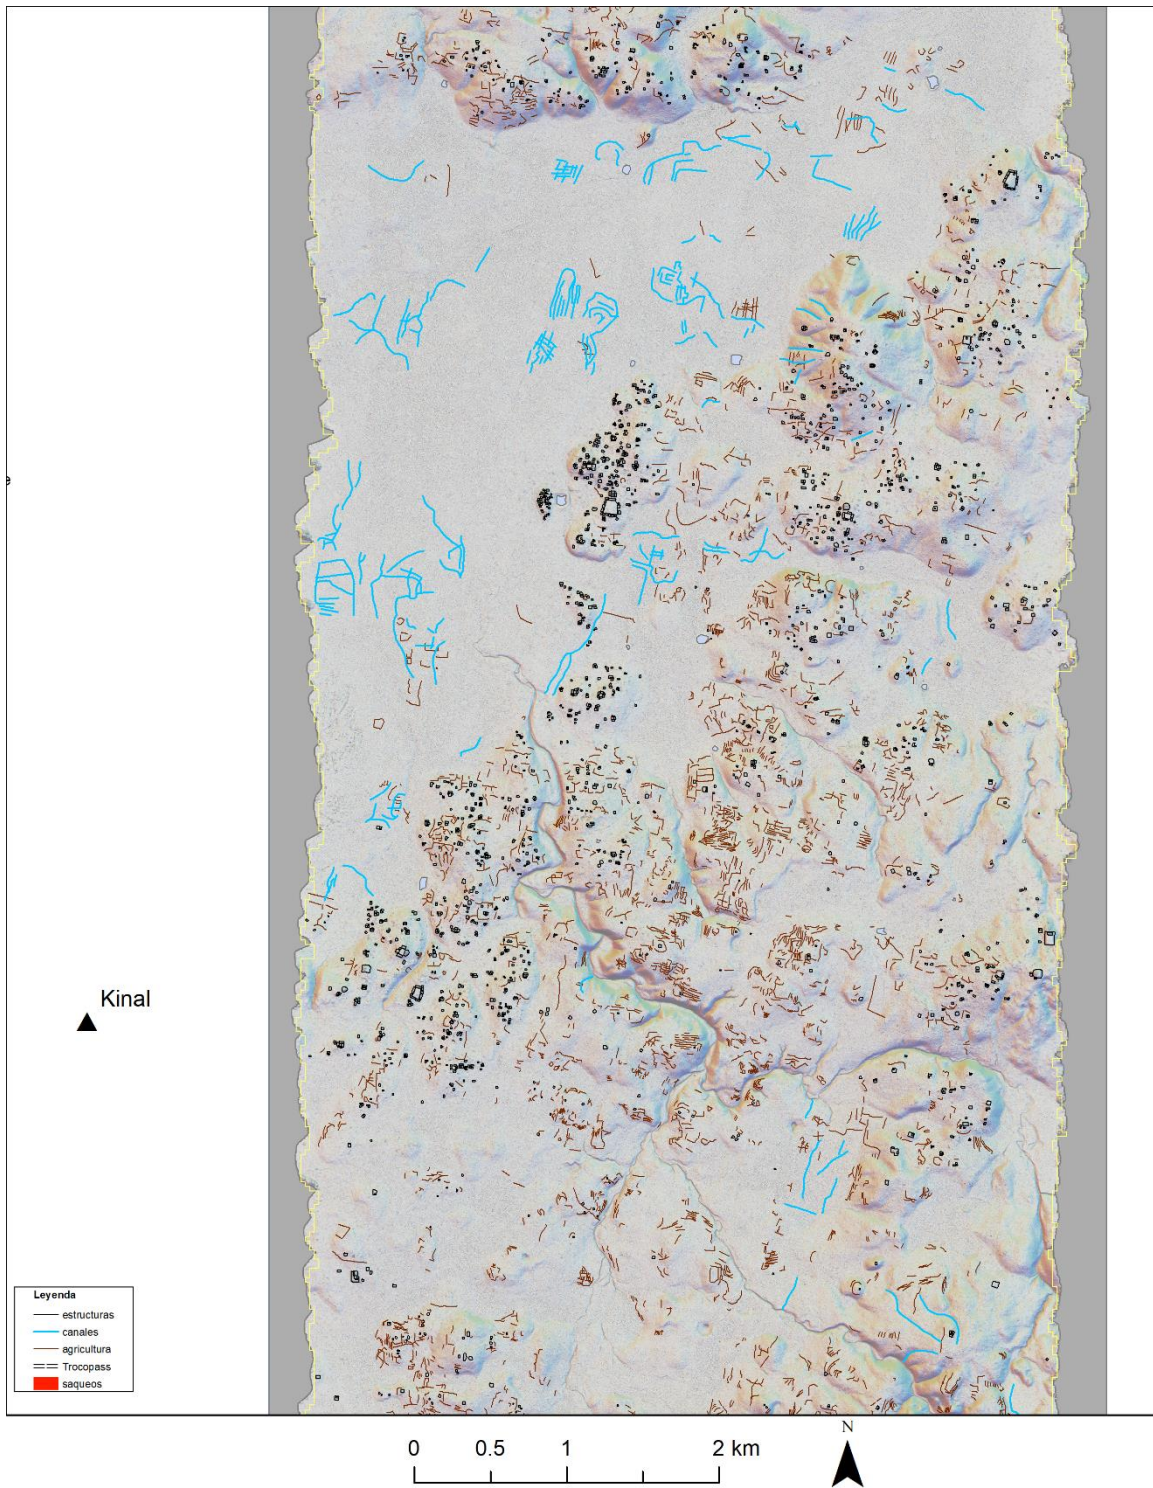 e
Kinal
Leyenda
estructuras
canales
agricultura
Trocopass
saqueos
N
0 0.5 1 2 km